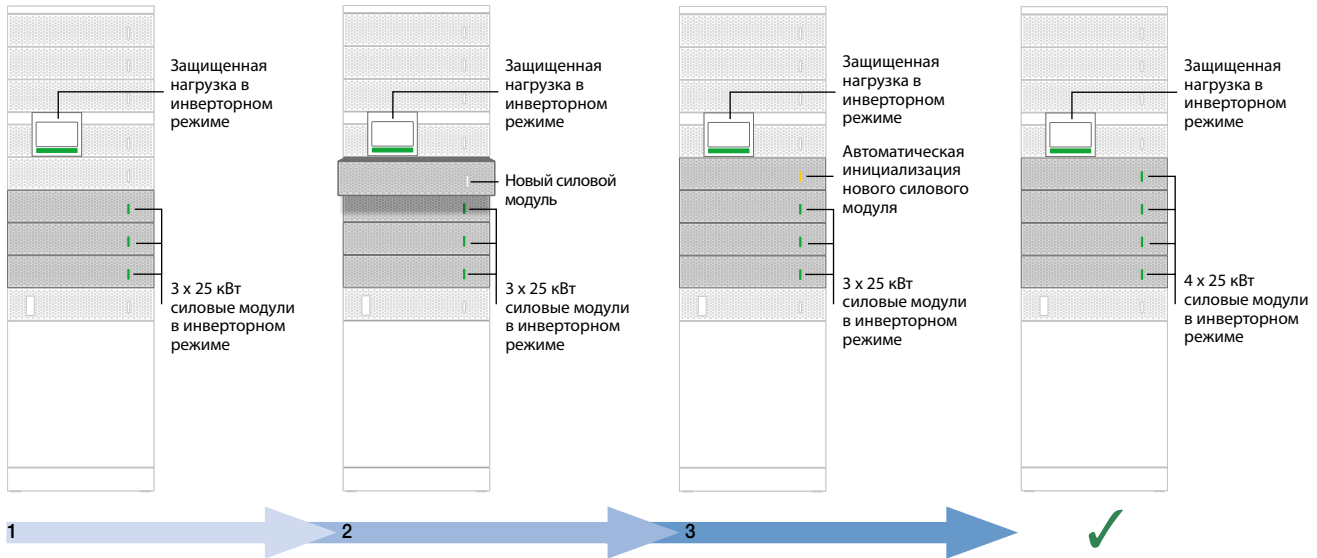 Защищенная
нагрузка в
инверторном
режиме
3 x 25 кВт
силовые модули
в инверторном
режиме
Защищенная
нагрузка в
инверторном
режиме
Новый силовой
модуль
3 x 25 кВт
силовые модули
в инверторном
режиме
Защищенная
нагрузка в
инверторном
режиме
Автоматическая
инициализация
нового силового
модуля
3 x 25 кВт
силовые модули
в инверторном
режиме
Защищенная
нагрузка в
инверторном
режиме
4 x 25 кВт
силовые модули
в инверторном
режиме
1
2
3